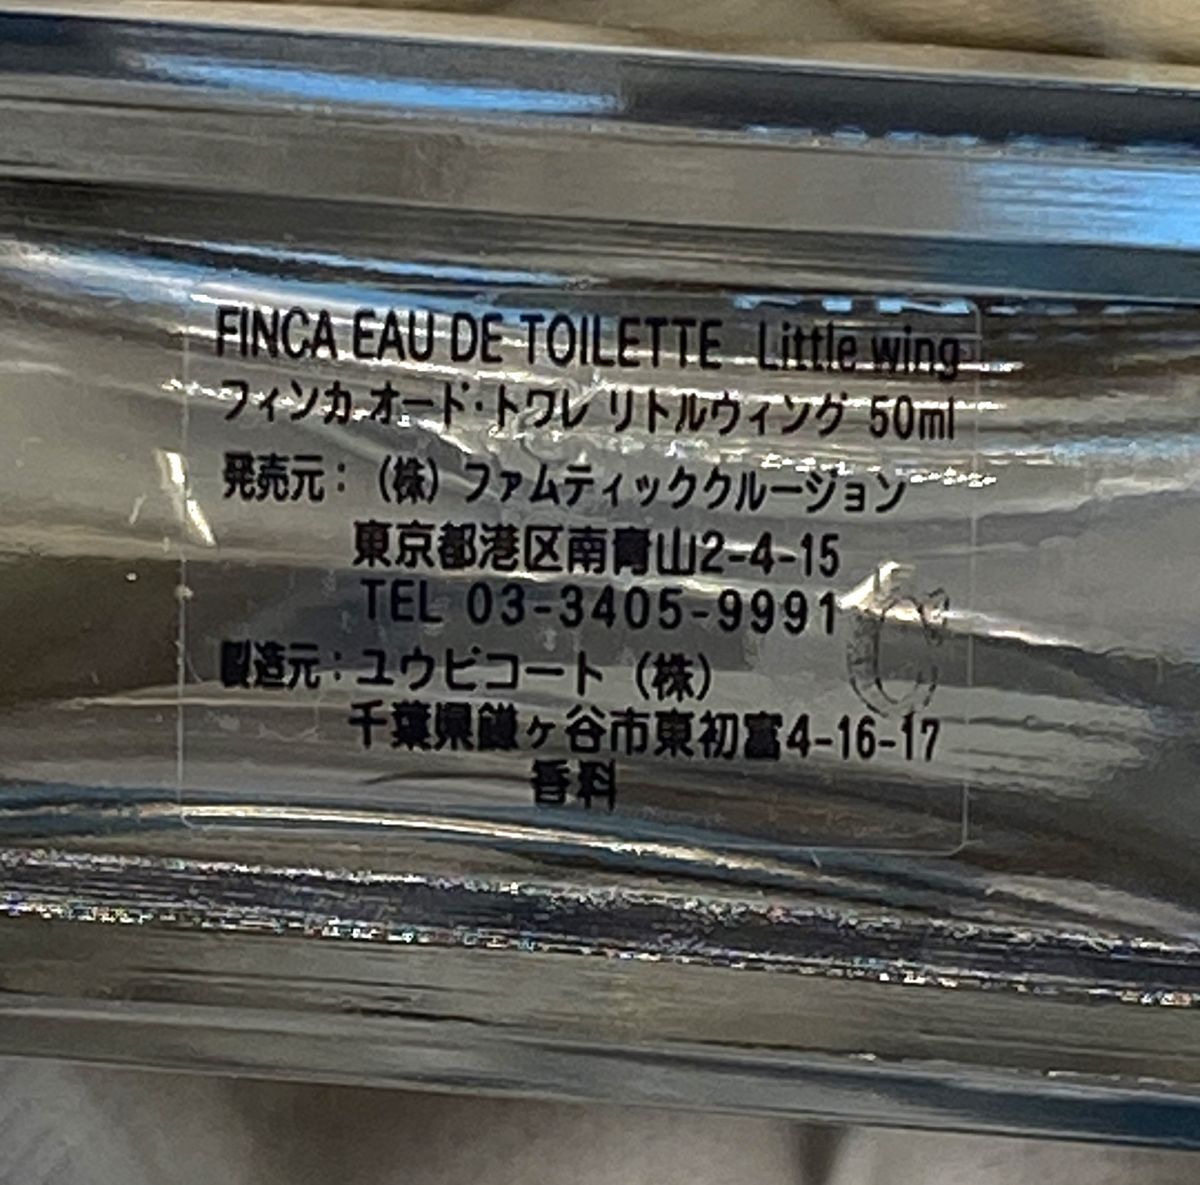 FINCA EAU DE TOILETTE Little wing
フィンカ オード・トワレ リトルウィング 50ml
発売元：（株）ファムティッククルージョン
東京都港区南青山2-4-15
TEL 03-3405-9991
製造元：ユウビコート（株）
千葉県鎌ヶ谷市東初富4-16-17
香料